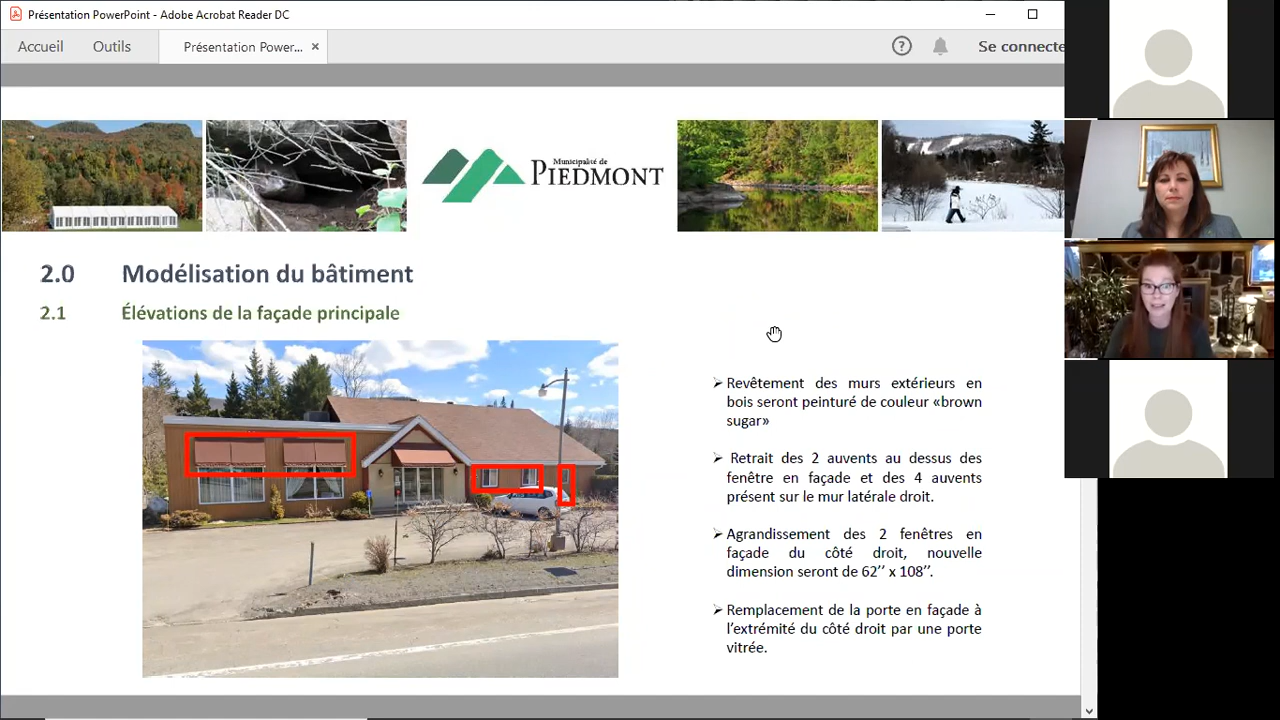 Présentation PowerPoint - Adobe Acrobat Reader DC
Accueil
Outils
Présentation Power...
Se connecte
Municipalité de
PIEDMONT
2.0 Modélisation du bâtiment
2.1 Élévations de la façade principale
➢ Revêtement des murs extérieurs en
bois seront peinturé de couleur «brown
sugar»
➢ Retrait des 2 auvents au dessus des
fenêtre en façade et des 4 auvents
présent sur le mur latérale droit.
➢ Agrandissement des 2 fenêtres en
façade du côté droit, nouvelle
dimension seront de 62’’ x 108’’.
➢ Remplacement de la porte en façade à
l’extrémité du côté droit par une porte
vitrée.